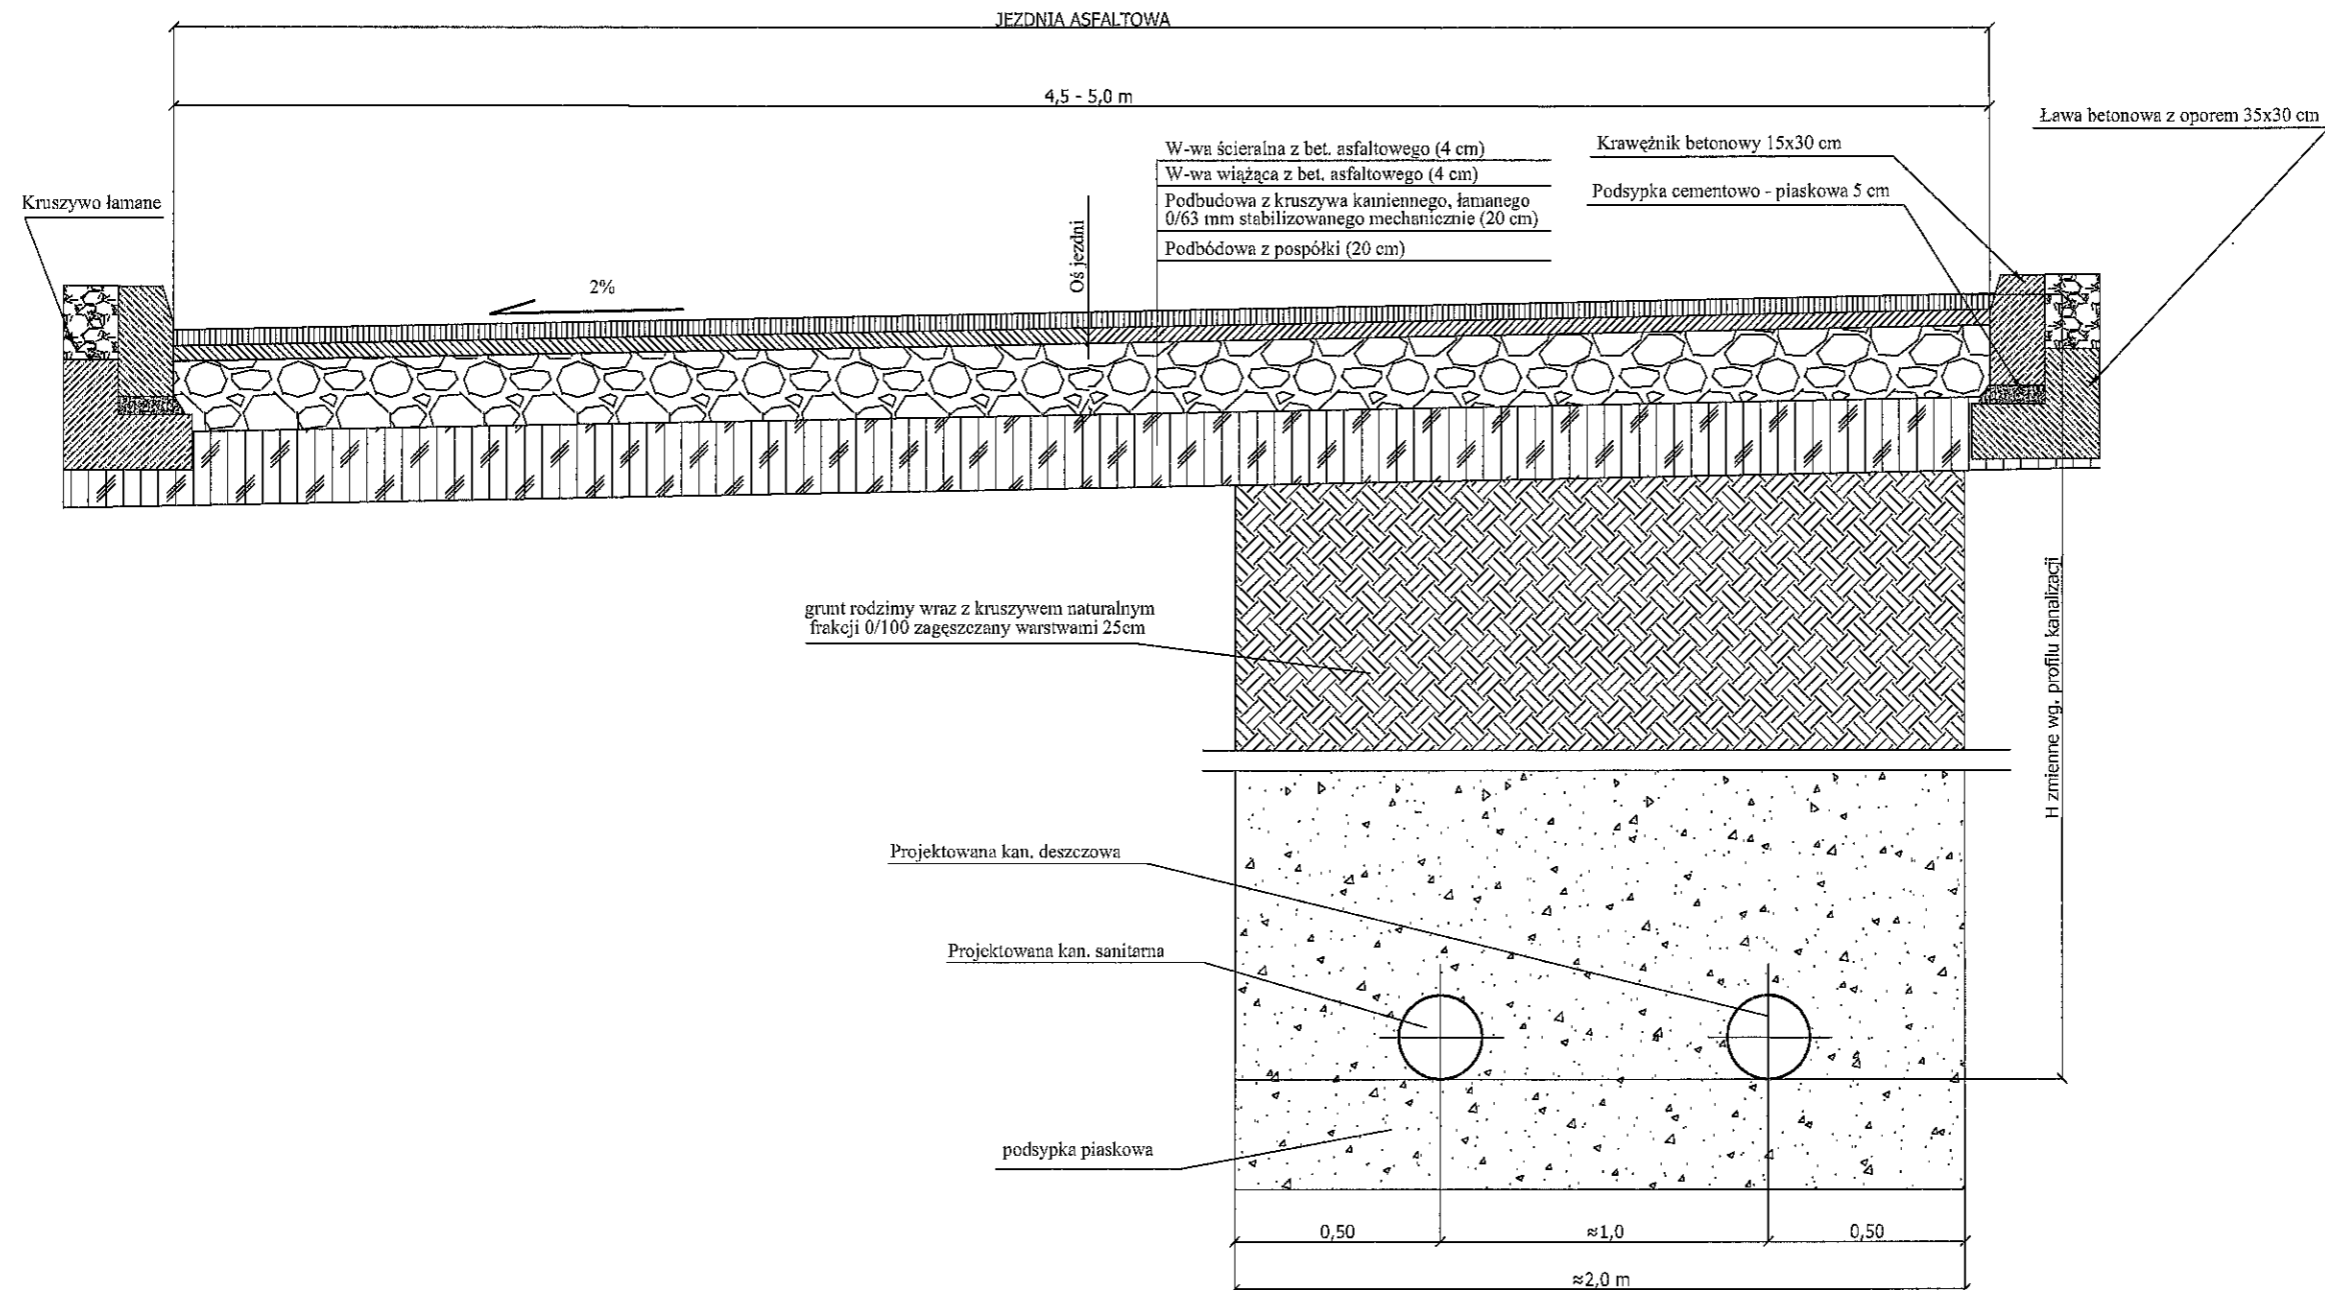 JEZDNIA ASFALTOWA
4,5 - 5,0 m
Ława betonowa z oporem 35x30 cm
W-wa ścieralna z bet. asfaltowego (4 cm)
Krawężnik betonowy 15x30 cm
W-wa wiążąca z bet. asfaltowego (4 cm)
Podsypka cementowo - piaskowa 5 cm
Kruszywo łamane
Podbudowa z kruszywa kamiennego, łamanego
0/63 mm stabilizowanego mechanicznie (20 cm)
Podbódowa z pospółki (20 cm)
Oś jezdni
2%
grunt rodzimy wraz z kruszywem naturalnym
frakcji 0/100 zagęszczany warstwami 25cm
H zmienne wg. profilu kanalizacji
Projektowana kan. deszczowa
Projektowana kan. sanitarna
podsypka piaskowa
0,50
≈1,0
0,50
≈2,0 m